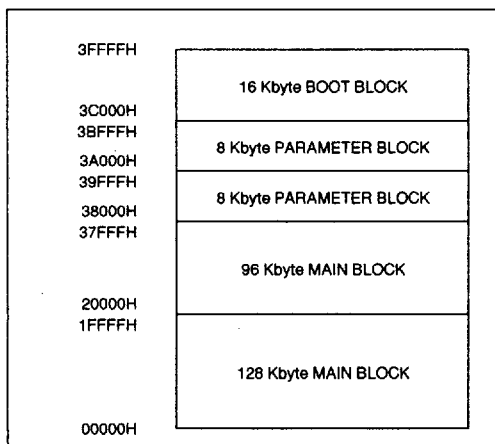 3FFFFH
16 Kbyte BOOT BLOCK
3C000H
3BFFFH
8 Kbyte PARAMETER BLOCK
3A000H
39FFFH
8 Kbyte PARAMETER BLOCK
38000H
37FFFH
96 Kbyte MAIN BLOCK
20000H
1FFFFH
128 Kbyte MAIN BLOCK
00000H